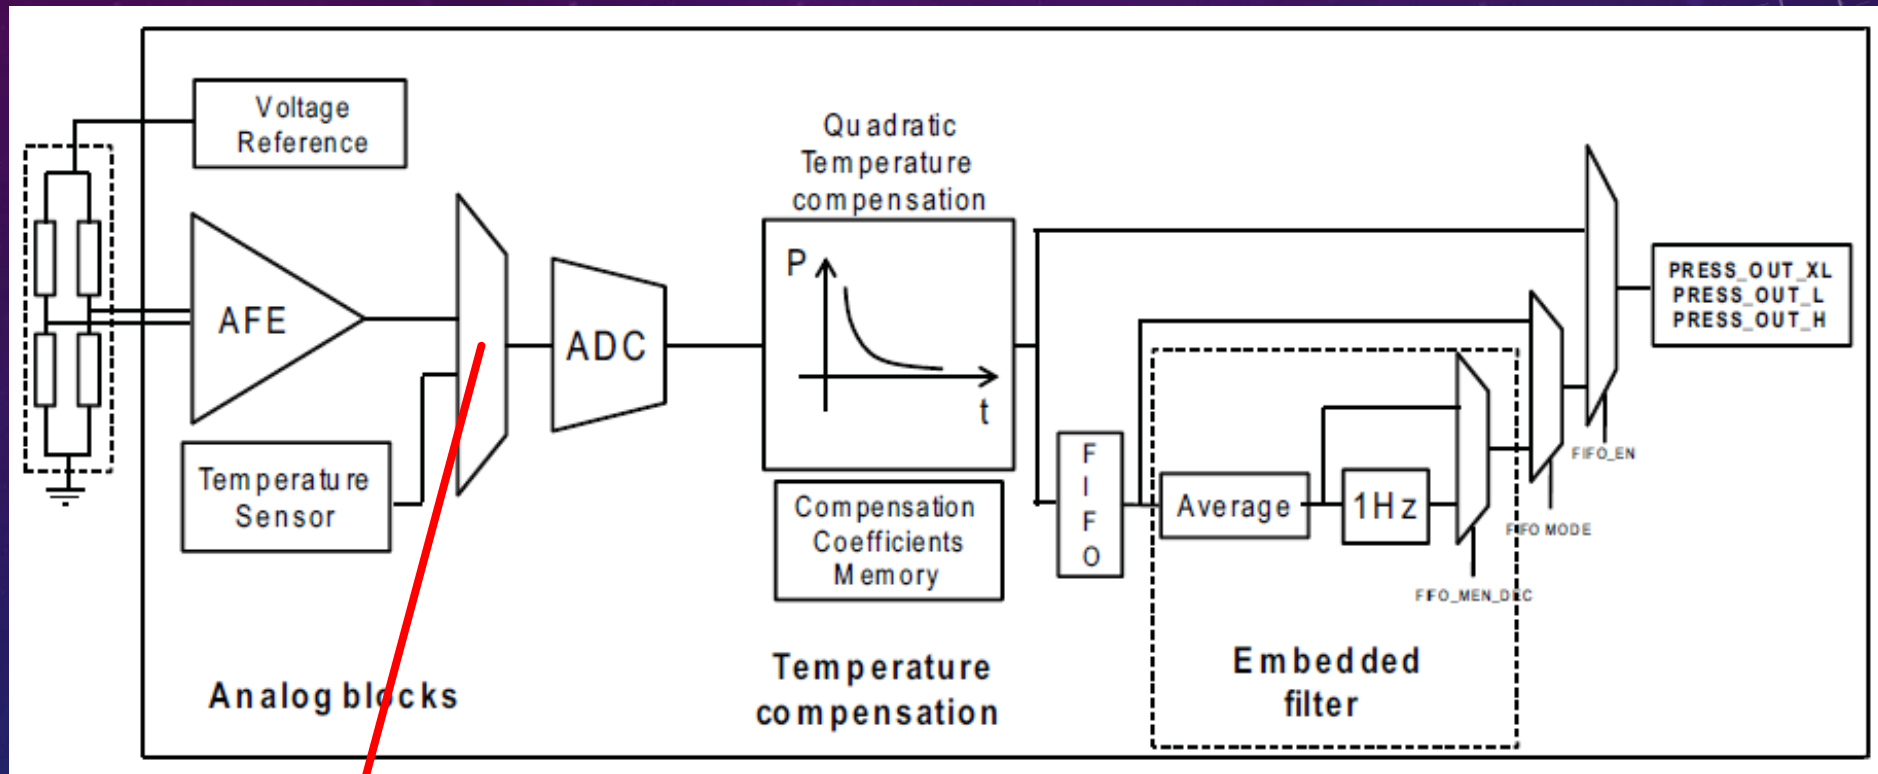 Voltage
Reference
AFE
Temperature
Sensor
ADC
Quadratic
Temperature
compensation
P
t
Compensation
Coefficients
Memory
F
I
F
O
Average
1Hz
PRESS_OUT_XL
PRESS_OUT_L
PRESS_OUT_H
FIFO_EN
FIFO MODE
FIFO_MEN_DEC
Analog blocks
Temperature
compensation
Embedded
filter